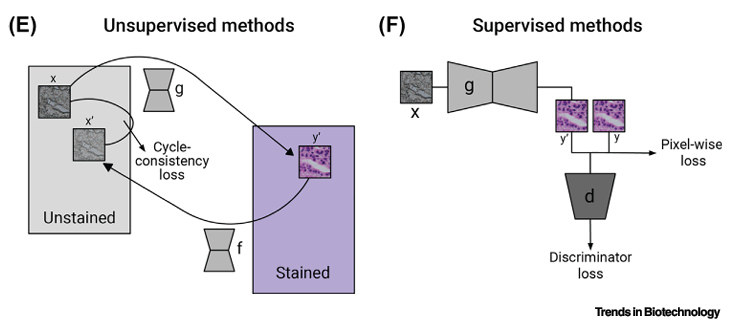 (E) Unsupervised methods
x
g
x′
Cycle-
consistency
loss
y′
Unstained
f
Stained
(F) Supervised methods
g
x
y′ y
Pixel-wise
loss
d
Discriminator
loss
Trends in Biotechnology